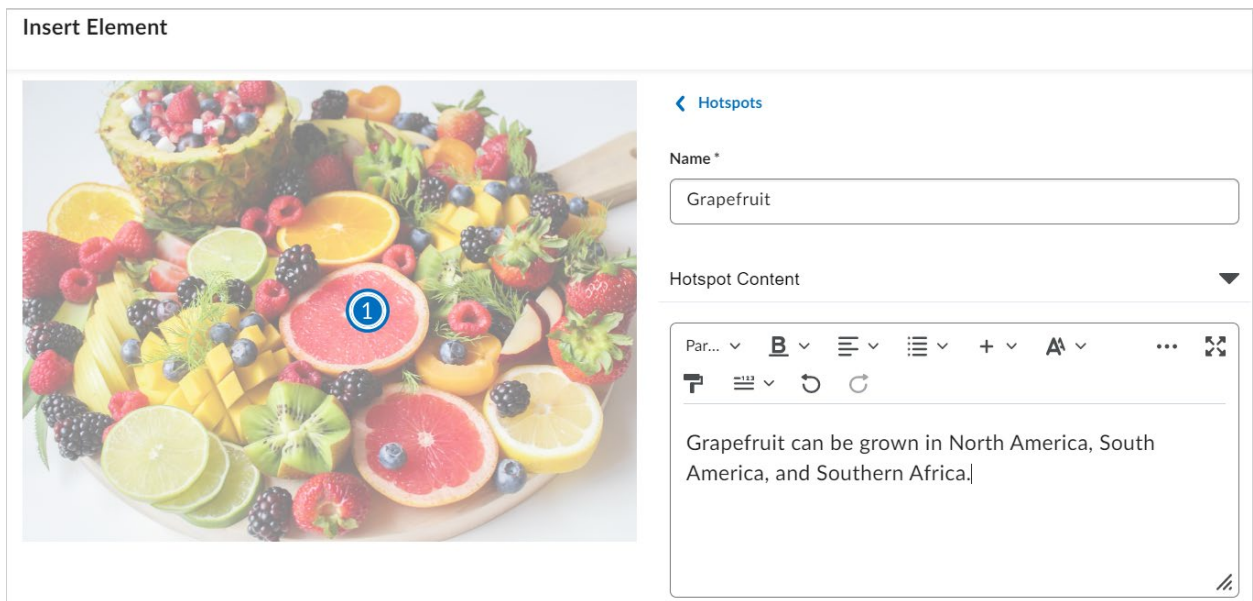 Insert Element
Hotspots
Name *
Grapefruit
1
Hotspot Content
Par... B
Grapefruit can be grown in North America, South
America, and Southern Africa.